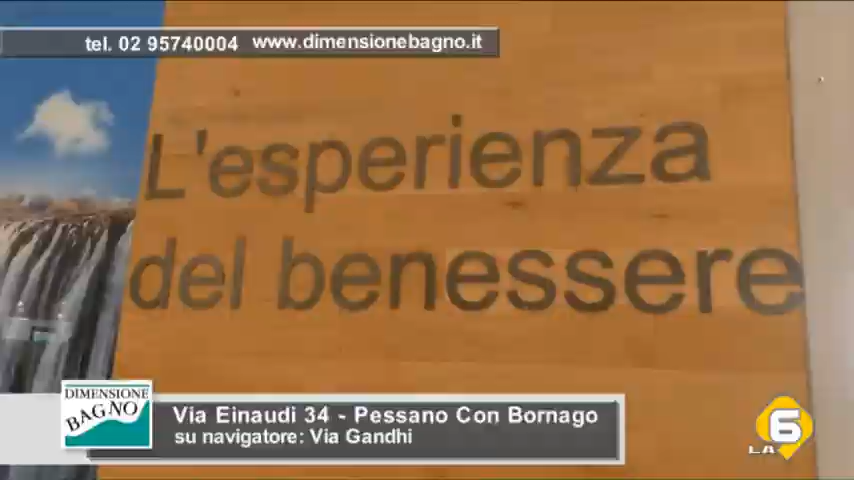 tel. 02 95740004 www.dimensionebagno.it
L'esperienza
del benessere
DIMENSIONE
BAGNO
Via Einaudi 34 - Pessano Con Bornago
su navigatore: Via Gandhi
LA 6